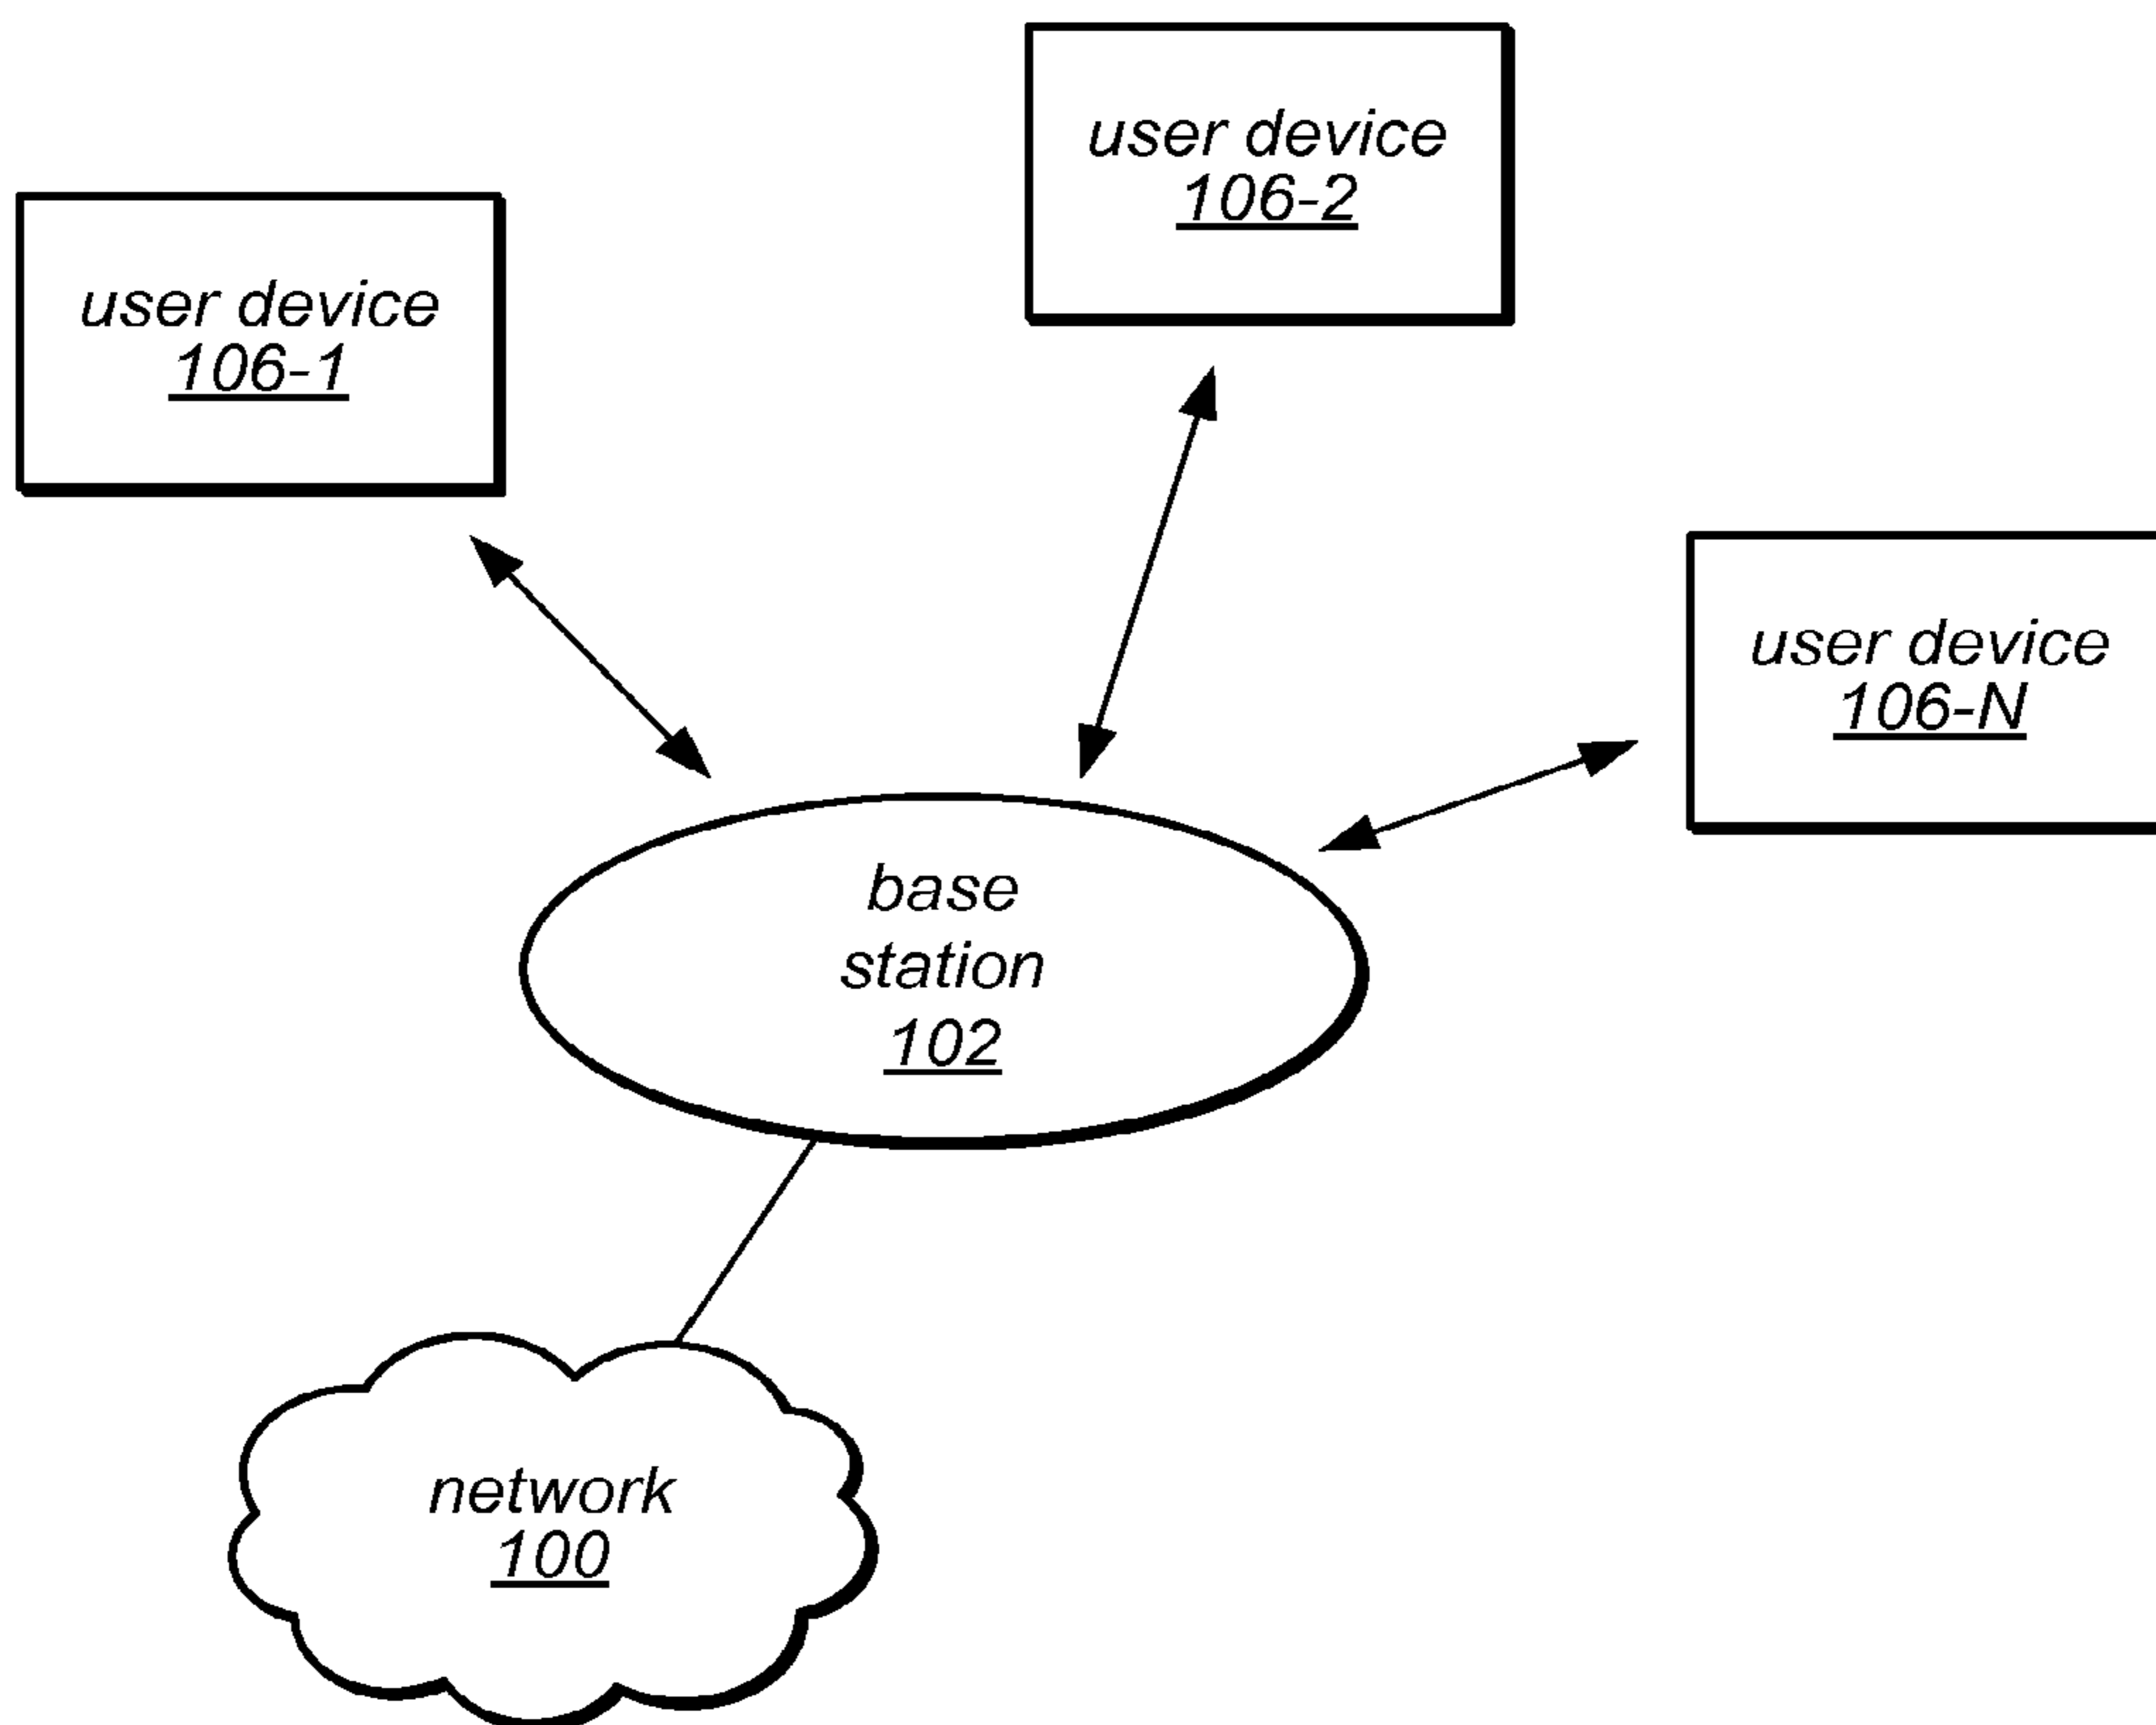 user device
106-2
user device
106-1
user device
106-N
base
station
102
network
100